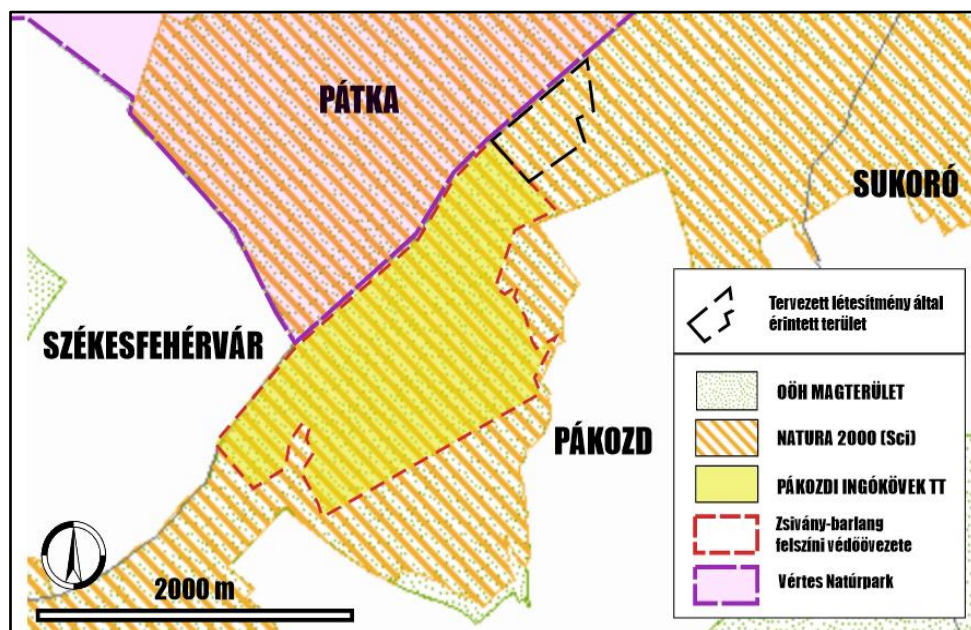 PÁTKA
SUKORÓ
SZÉKESFEHÉRVÁR
PÁKOZD
2000 m
Tervezett létesítmény által
érintett terület
OÖH MAGTERÜLET
NATURA 2000 (Sci)
PÁKOZDI INGÓKÖVEK TT
Zsivány-barlang
felszíni védőövezete
Vértes Natúrpark